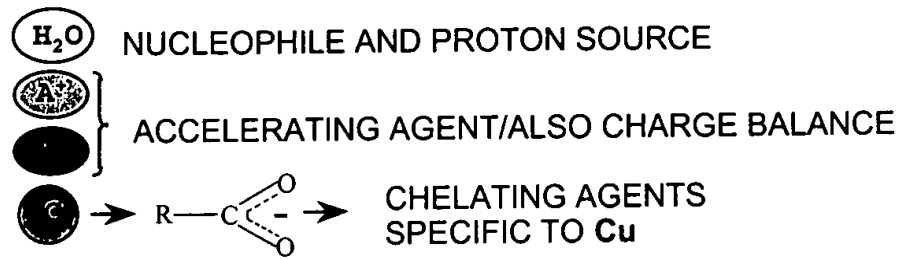 H₂O NUCLEOPHILE AND PROTON SOURCE
A⁺
ACCELERATING AGENT/ALSO CHARGE BALANCE
C R—C O O - CHELATING AGENTS
SPECIFIC TO Cu